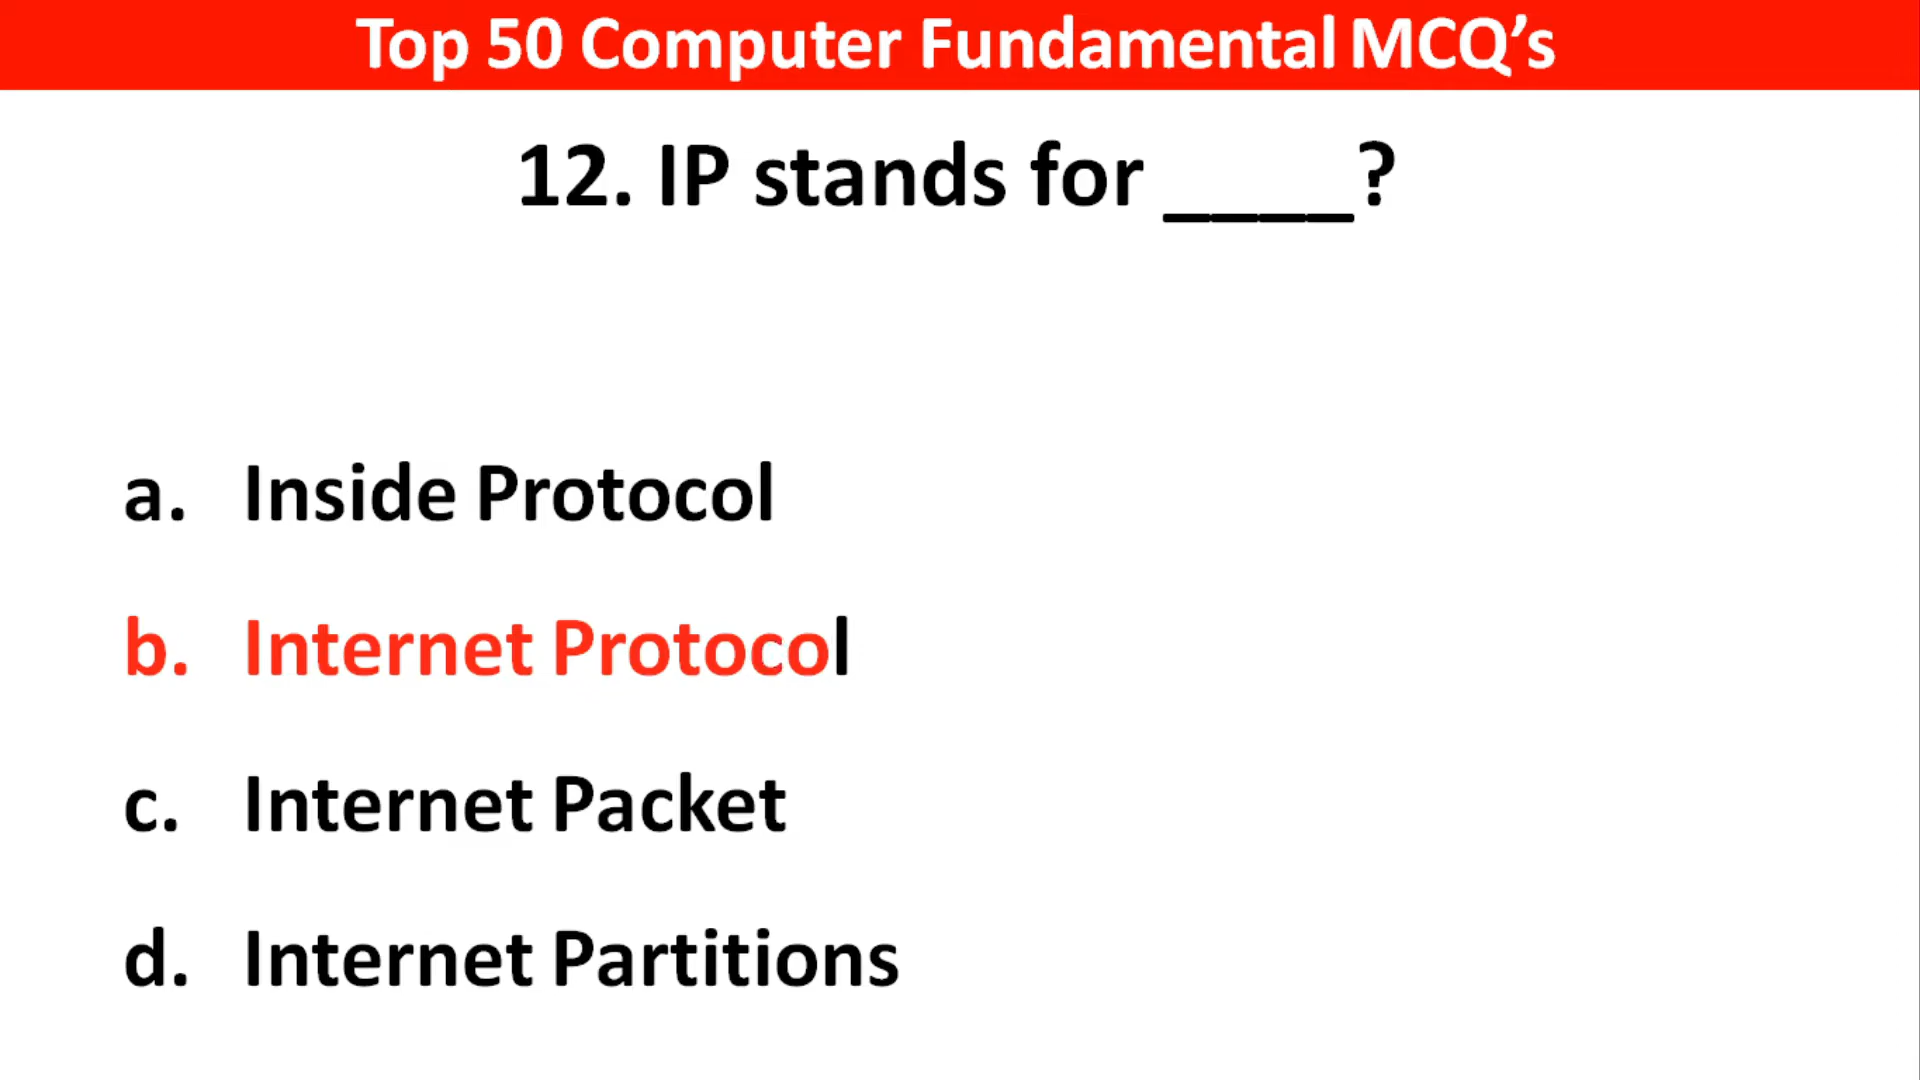 Top 50 Computer Fundamental MCQ’s
12. IP stands for ____?
a. Inside Protocol
b. Internet Protocol
c. Internet Packet
d. Internet Partitions